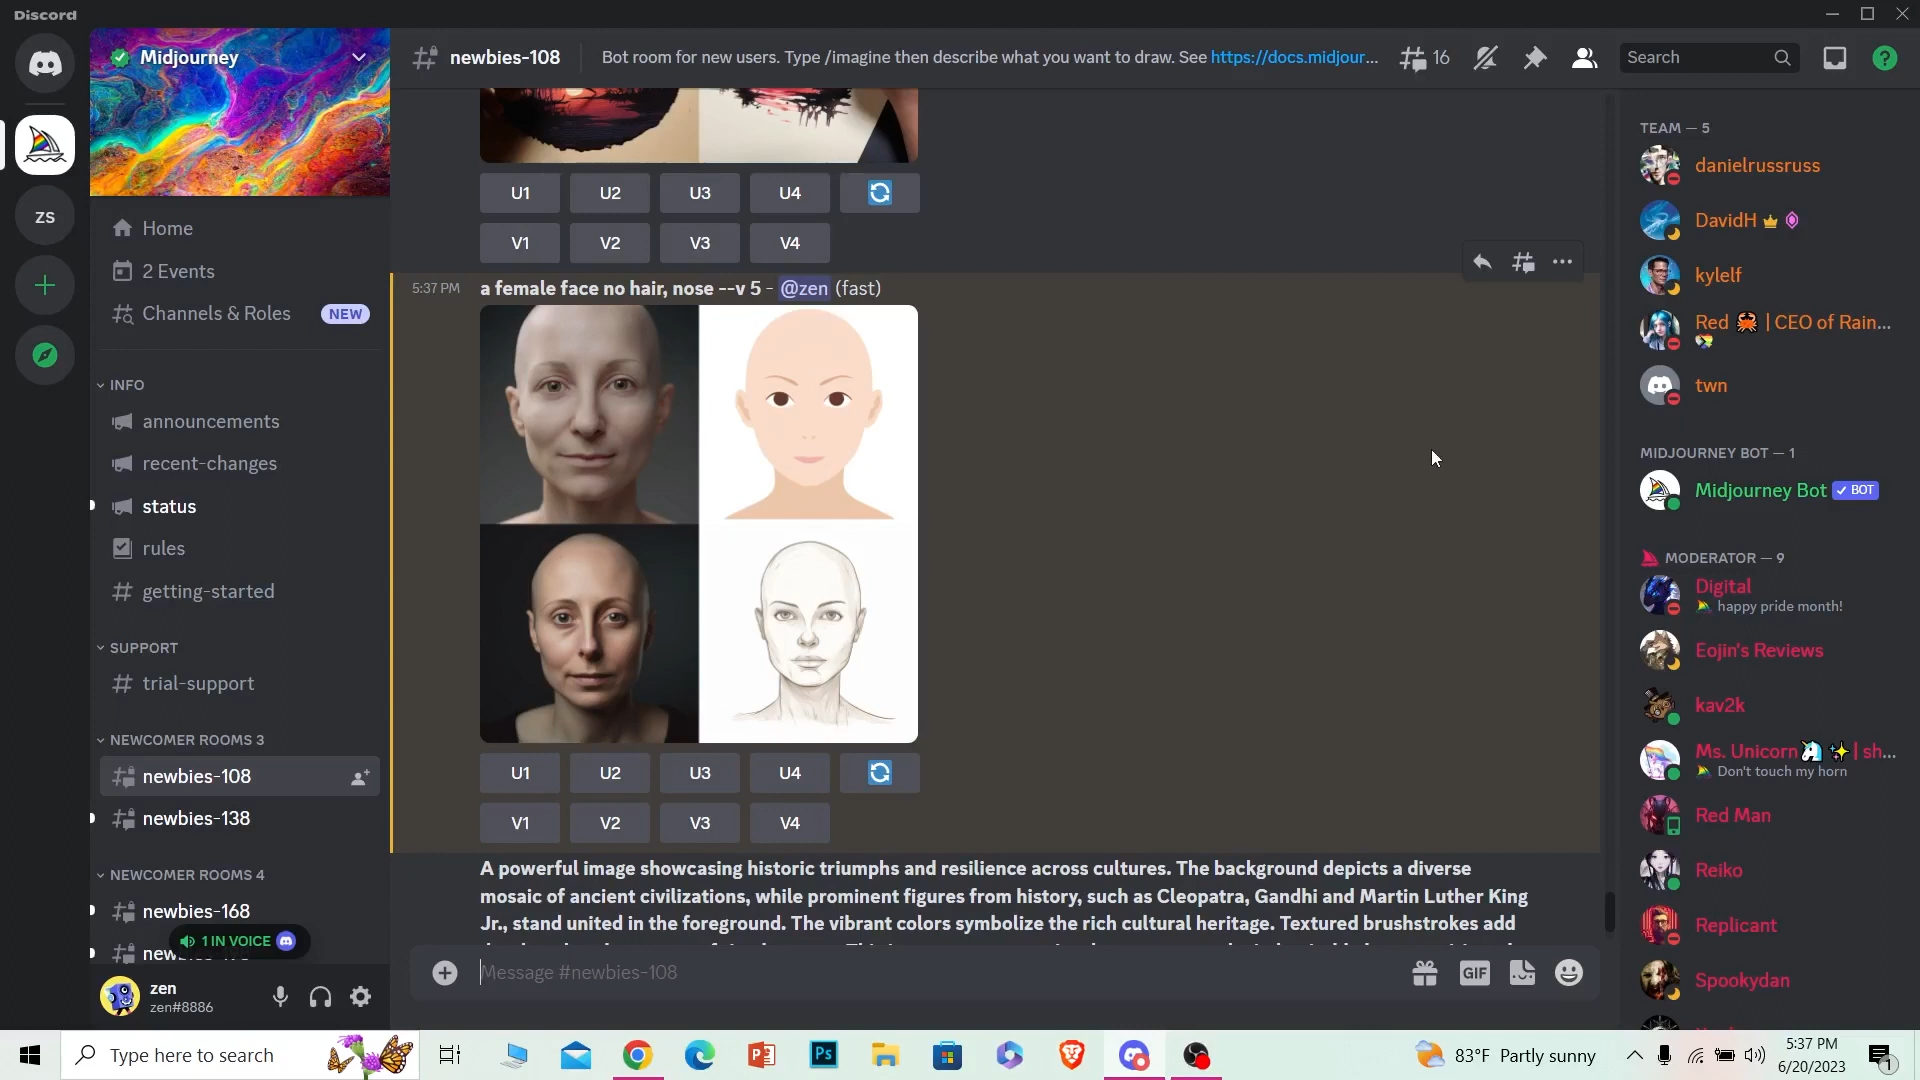 Discord
Midjourney
newbies-108
Bot room for new users. Type /imagine then describe what you want to draw. See https://docs.midjour...
16
Search
ZS
Home
2 Events
Channels & Roles
NEW
INFO
announcements
recent-changes
status
rules
getting-started
SUPPORT
trial-support
NEWCOMER ROOMS 3
newbies-108
newbies-138
NEWCOMER ROOMS 4
newbies-168
1 IN VOICE
zen
zen#8886
U1 U2 U3 U4
V1 V2 V3 V4
5:37 PM a female face no hair, nose --v 5 - @zen (fast)
U1 U2 U3 U4
V1 V2 V3 V4
A powerful image showcasing historic triumphs and resilience across cultures. The background depicts a diverse
mosaic of ancient civilizations, while prominent figures from history, such as Cleopatra, Gandhi and Martin Luther King
Jr., stand united in the foreground. The vibrant colors symbolize the rich cultural heritage. Textured brushstrokes add
Message #newbies-108
GIF
TEAM — 5
danielrussruss
DavidH
kylelf
Red | CEO of Rain...
twn
MIDJOURNEY BOT — 1
Midjourney Bot BOT
MODERATOR — 9
Digital
happy pride month!
Eojin's Reviews
kav2k
Ms. Unicorn | sh...
Don't touch my horn
Red Man
Reiko
Replicant
Spookydan
Type here to search
Ps
83°F Partly sunny
5:37 PM
6/20/2023
1